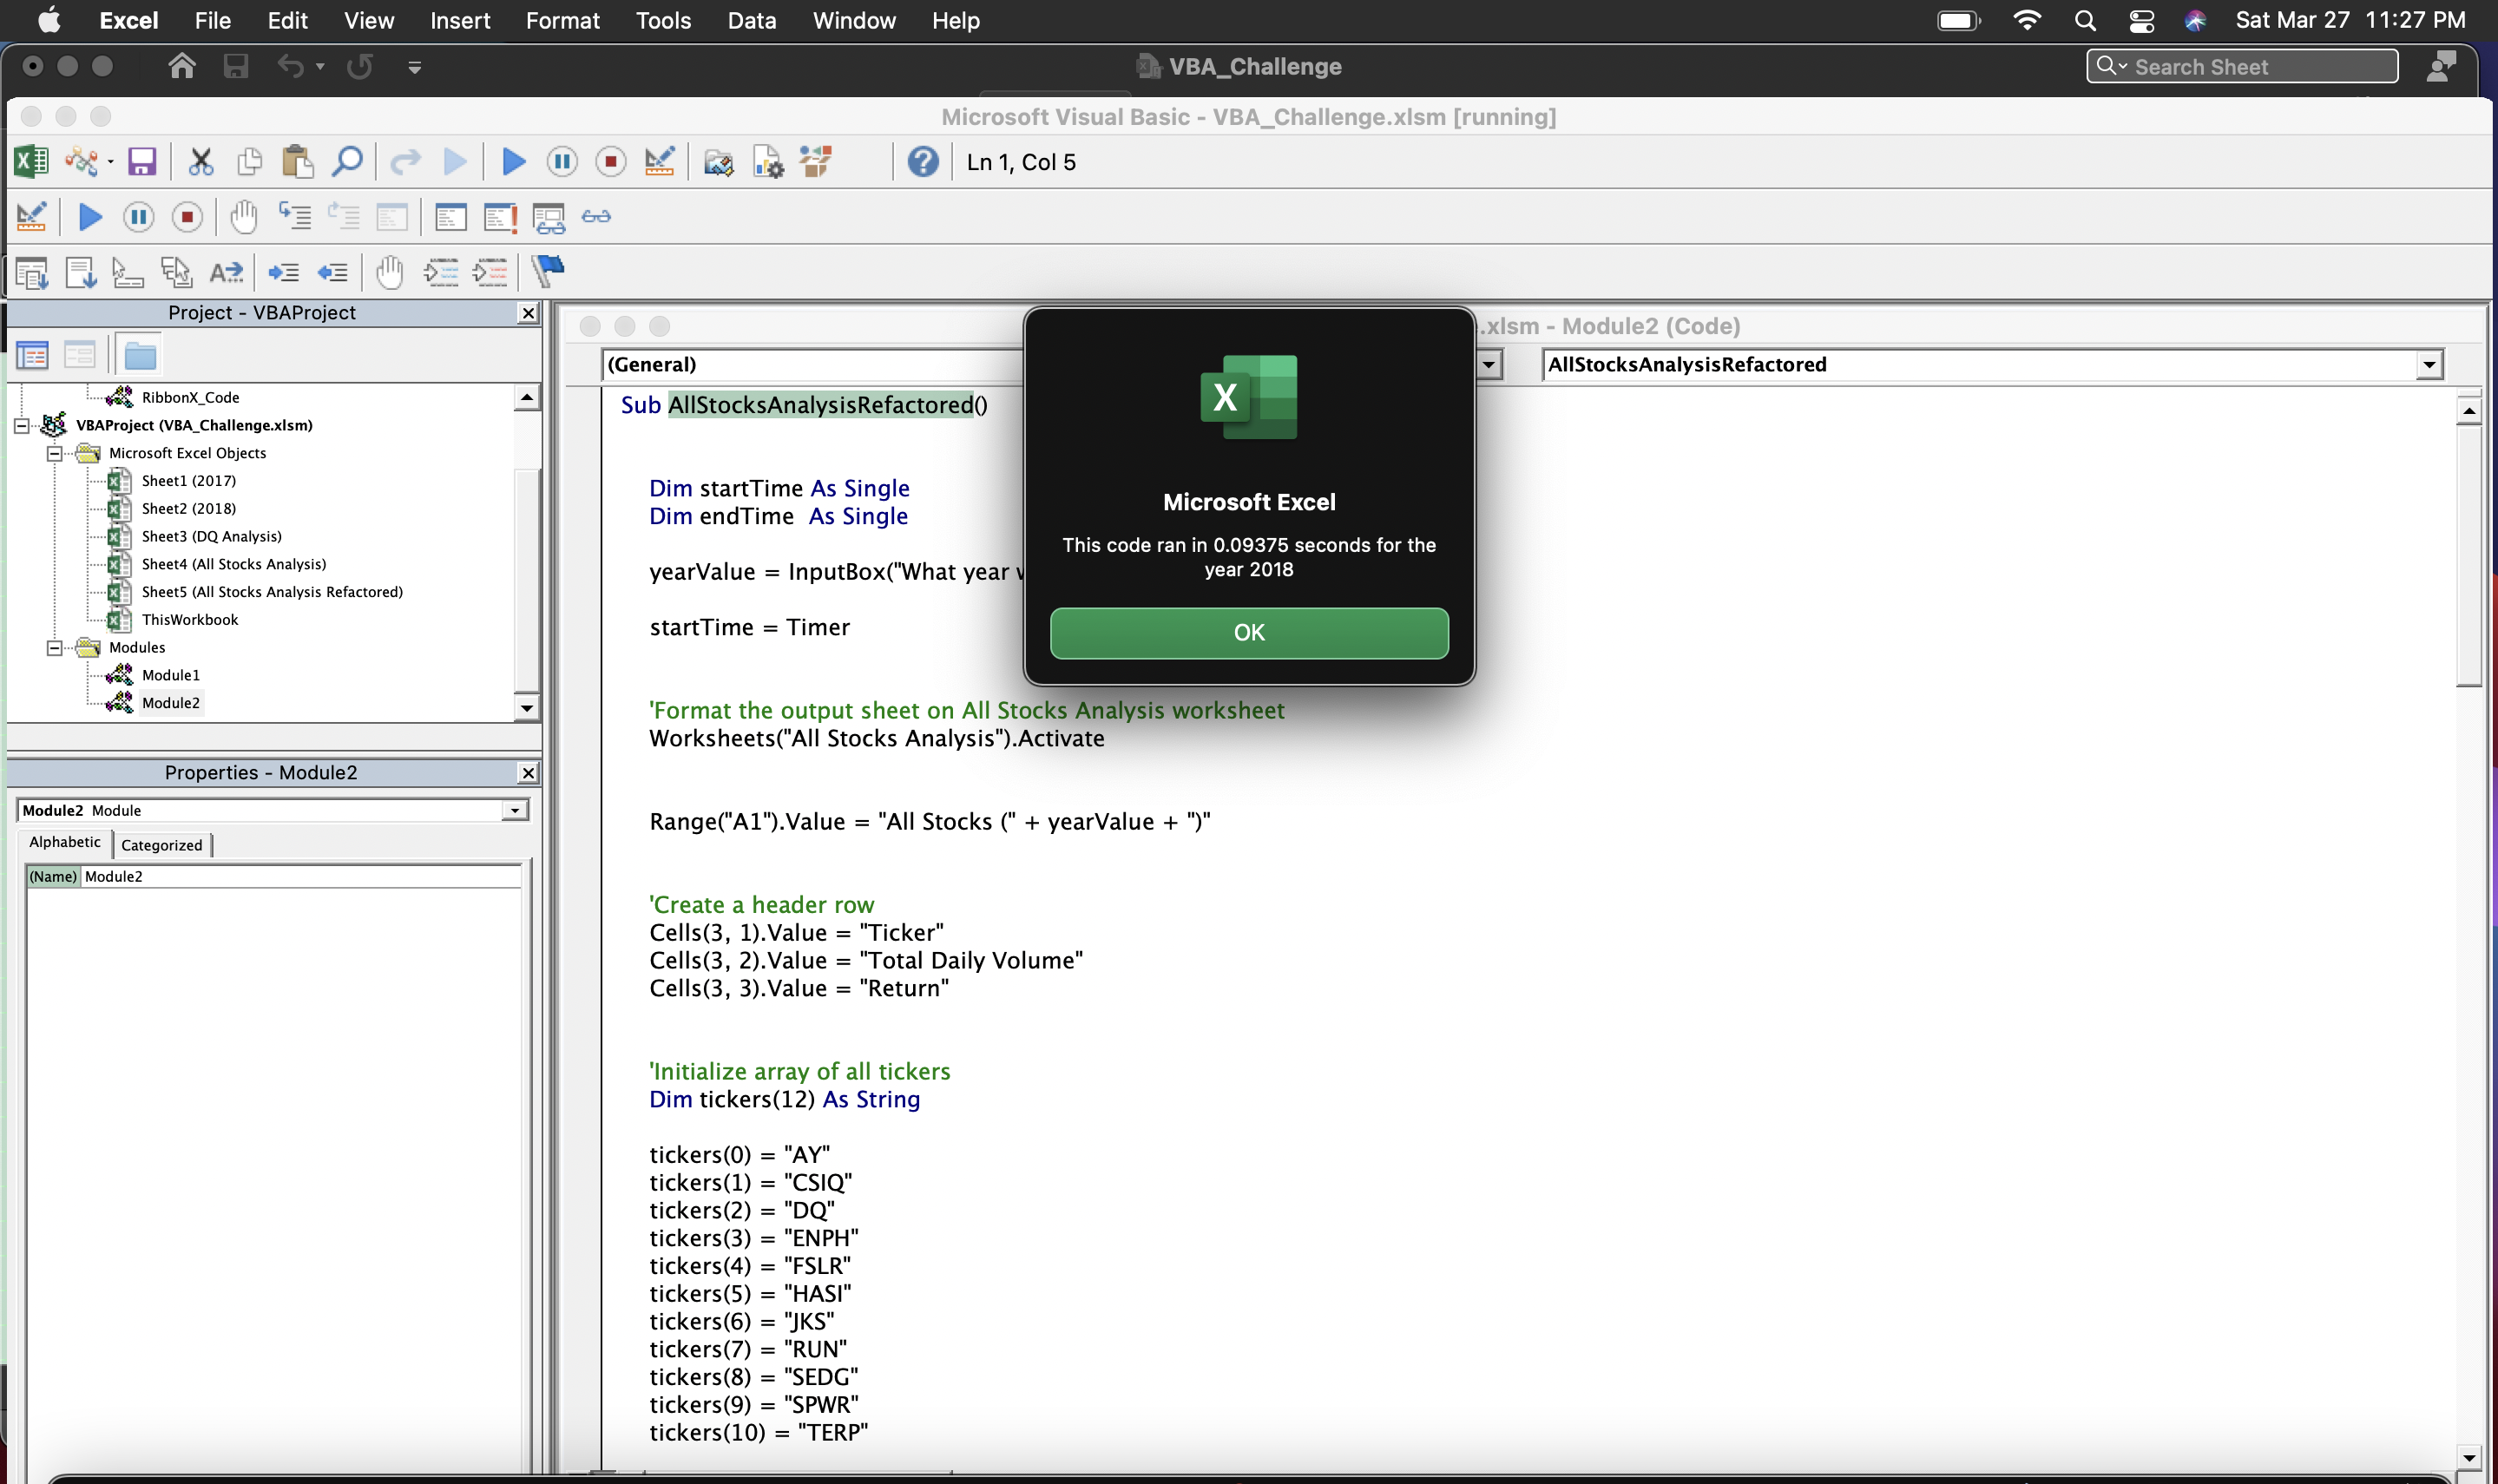 Excel File Edit View Insert Format Tools Data Window Help Sat Mar 27 11:27 PM
VBA_Challenge
Search Sheet
Microsoft Visual Basic - VBA_Challenge.xlsm [running]
Ln 1, Col 5
Project - VBAProject
RibbonX_Code
VBAProject (VBA_Challenge.xlsm)
Microsoft Excel Objects
Sheet1 (2017)
Sheet2 (2018)
Sheet3 (DQ Analysis)
Sheet4 (All Stocks Analysis)
Sheet5 (All Stocks Analysis Refactored)
ThisWorkbook
Modules
Module1
Module2
Properties - Module2
Module2 Module
Alphabetic Categorized
(Name) Module2
.xlsm - Module2 (Code)
(General) AllStocksAnalysisRefactored
Sub AllStocksAnalysisRefactored()
Dim startTime As Single
Dim endTime  As Single
yearValue = InputBox("What year
startTime = Timer
'Format the output sheet on All Stocks Analysis worksheet
Worksheets("All Stocks Analysis").Activate
Range("A1").Value = "All Stocks (" + yearValue + ")"
'Create a header row
Cells(3, 1).Value = "Ticker"
Cells(3, 2).Value = "Total Daily Volume"
Cells(3, 3).Value = "Return"
'Initialize array of all tickers
Dim tickers(12) As String
tickers(0) = "AY"
tickers(1) = "CSIQ"
tickers(2) = "DQ"
tickers(3) = "ENPH"
tickers(4) = "FSLR"
tickers(5) = "HASI"
tickers(6) = "JKS"
tickers(7) = "RUN"
tickers(8) = "SEDG"
tickers(9) = "SPWR"
tickers(10) = "TERP"
Microsoft Excel
This code ran in 0.09375 seconds for the
year 2018
OK